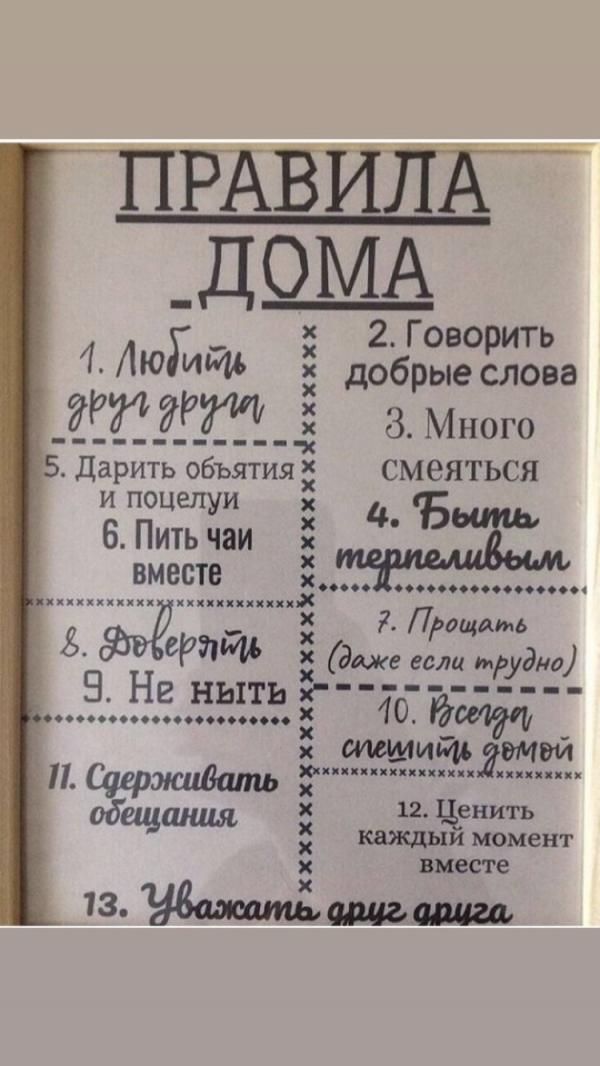 ПРАВИЛА
ДОМА
1. Любить
друг друга
2. Говорить
добрые слова
3. Много
смеяться
4. Быть
терпеливым
5. Дарить объятия
и поцелуи
6. Пить чаи
вместе
7. Прощать
(даже если трудно)
8. Доверять
9. Не ныть
10. Всегда
спешить домой
11. Сдерживать
обещания
12. Ценить
каждый момент
вместе
13. Уважать друг друга